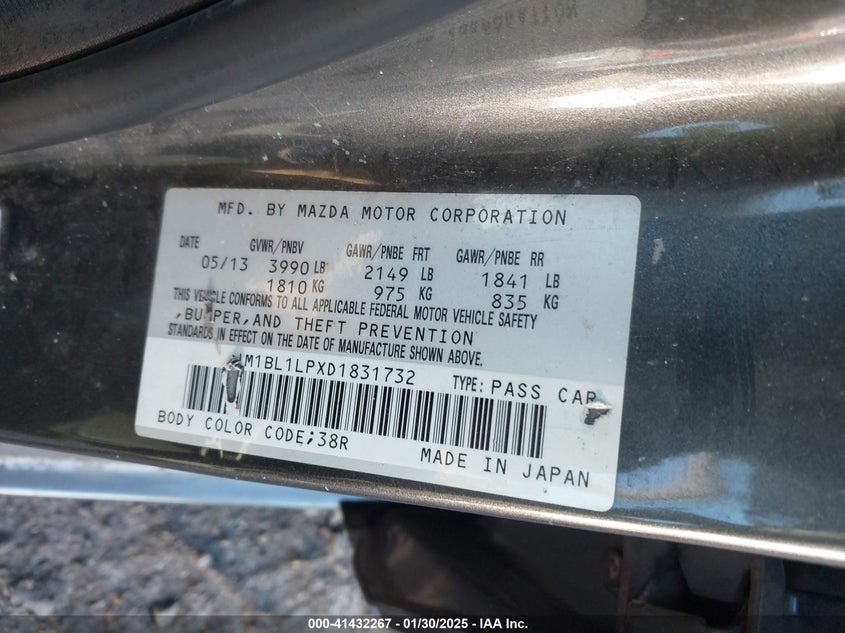 MFD. BY MAZDA MOTOR CORPORATION
DATE GVWR/PNBV GAWR/PNBE FRT GAWR/PNBE RR
05/13 3990 LB 2149 LB 1841 LB
1810 KG 975 KG 835 KG
THIS VEHICLE CONFORMS TO ALL APPLICABLE FEDERAL MOTOR VEHICLE SAFETY
,BUMPER,AND THEFT PREVENTION
STANDARDS IN EFFECT ON THE DATE OF MANUFACTURE SHOWN ABOVE.
M1BL1LPXD1831732 TYPE: PASS CAR
BODY COLOR CODE;38R
MADE IN JAPAN
000-41432267 - 01/30/2025 - IAA Inc.